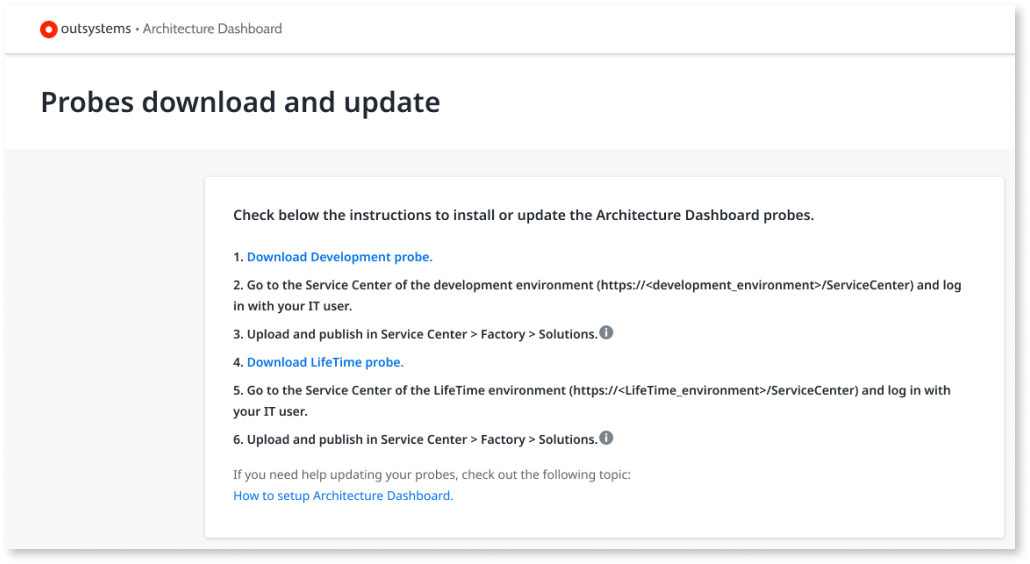 outsystems • Architecture Dashboard
Probes download and update
Check below the instructions to install or update the Architecture Dashboard probes.
1. Download Development probe.
2. Go to the Service Center of the development environment (https://<development_environment>/ServiceCenter) and log
in with your IT user.
3. Upload and publish in Service Center > Factory > Solutions.
4. Download LifeTime probe.
5. Go to the Service Center of the LifeTime environment (https://<LifeTime_environment>/ServiceCenter) and log in with
your IT user.
6. Upload and publish in Service Center > Factory > Solutions.
If you need help updating your probes, check out the following topic:
How to setup Architecture Dashboard.